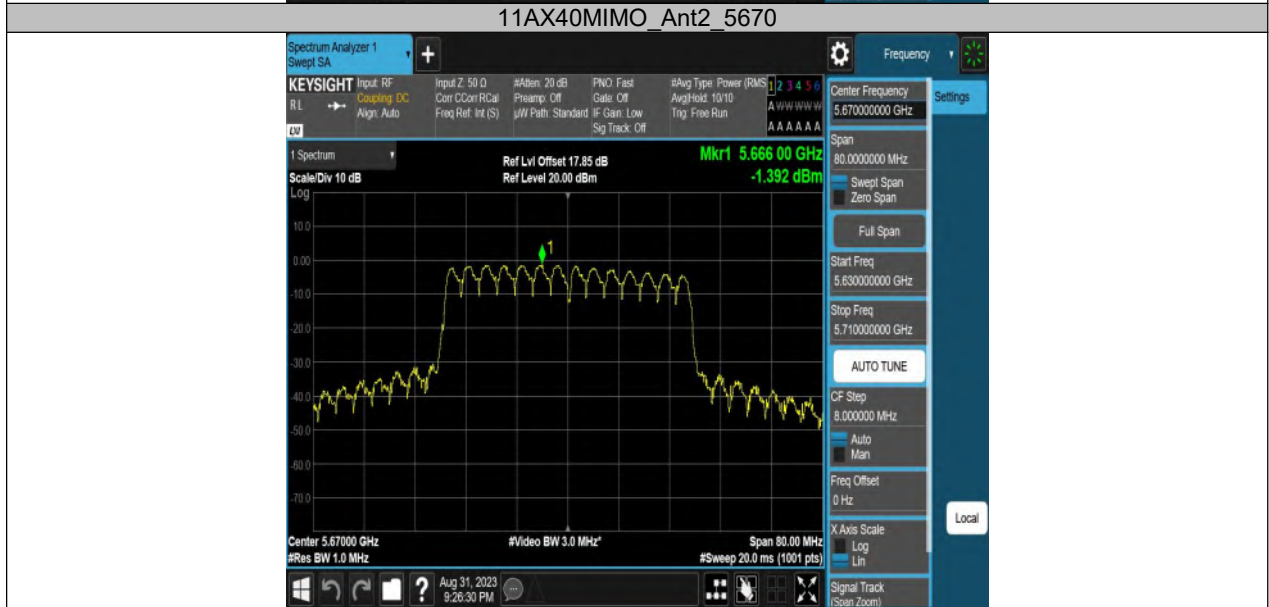 11AX40MIMO_Ant2_5670
Spectrum Analyzer 1
Swept SA
+
Frequency
KEYSIGHT
RL
LXI
Input: RF
Coupling: DC
Align: Auto
Input Z: 50 Ω
Corr CCorr RCal
Freq Ref: Int (S)
#Atten: 20 dB
Preamp: Off
µW Path: Standard
PNO: Fast
Gate: Off
IF Gain: Low
Sig Track: Off
#Avg Type: Power (RMS
Avg|Hold: 10/10
Trig: Free Run
1 2 3 4 5 6
A W W W W W
A A A A A A
1 Spectrum
Scale/Div 10 dB
Log
Ref Lvl Offset 17.85 dB
Ref Level 20.00 dBm
Mkr1 5.666 00 GHz
-1.392 dBm
10.0
0.00
-10.0
-20.0
-30.0
-40.0
-50.0
-60.0
-70.0
1
Center 5.67000 GHz
#Res BW 1.0 MHz
#Video BW 3.0 MHz*
Span 80.00 MHz
#Sweep 20.0 ms (1001 pts)
?
Aug 31, 2023
9:26:30 PM
Center Frequency
5.670000000 GHz
Span
80.0000000 MHz
Swept Span
Zero Span
Full Span
Start Freq
5.630000000 GHz
Stop Freq
5.710000000 GHz
AUTO TUNE
CF Step
8.000000 MHz
Auto
Man
Freq Offset
0 Hz
X Axis Scale
Log
Lin
Signal Track
(Span Zoom)
Settings
Local